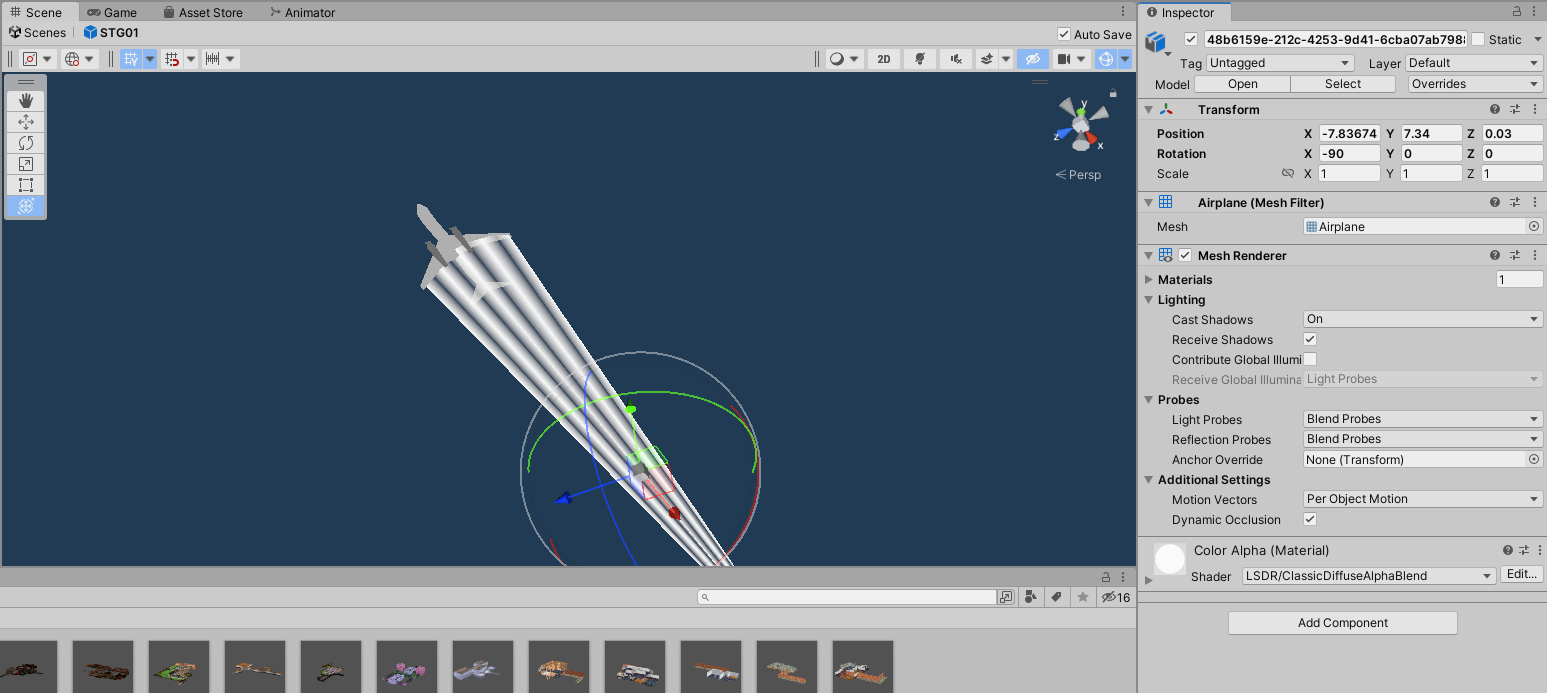 Scene Game Asset Store Animator
Scenes STG01 Auto Save
2D
y
z
x
Persp
16
Inspector
48b6159e-212c-4253-9d41-6cba07ab798 Static
Tag Untagged Layer Default
Model Open Select Overrides
Transform
Position X -7.83674 Y 7.34 Z 0.03
Rotation X -90 Y 0 Z 0
Scale X 1 Y 1 Z 1
Airplane (Mesh Filter)
Mesh Airplane
Mesh Renderer
Materials 1
Lighting
Cast Shadows On
Receive Shadows
Contribute Global Illumi
Receive Global Illumina Light Probes
Probes
Light Probes Blend Probes
Reflection Probes Blend Probes
Anchor Override None (Transform)
Additional Settings
Motion Vectors Per Object Motion
Dynamic Occlusion
Color Alpha (Material)
Shader LSDR/ClassicDiffuseAlphaBlend Edit...
Add Component